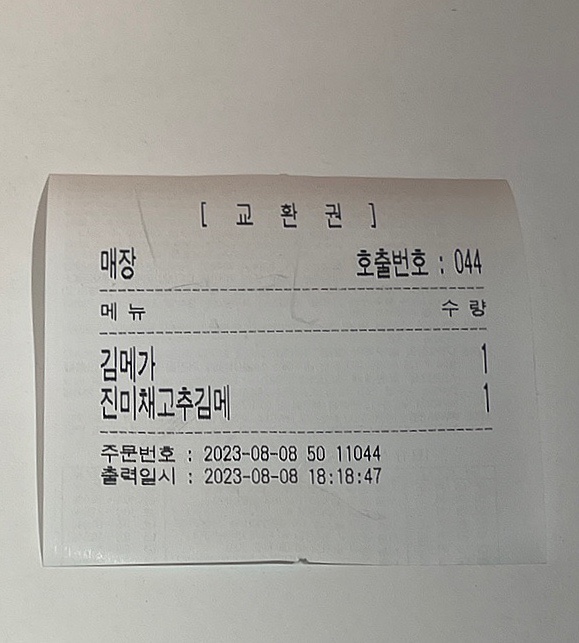 [ 교 환 권 ]
매장 호출번호 : 044
메 뉴 수 량
김메가 1
진미채고추김메 1
주문번호 : 2023-08-08 50 11044
출력일시 : 2023-08-08 18:18:47